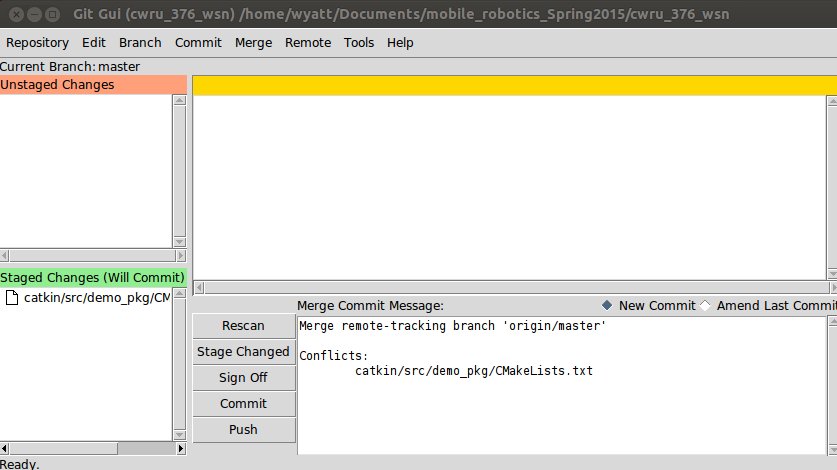 Git Gui (cwru_376_wsn) /home/wyatt/Documents/mobile_robotics_Spring2015/cwru_376_wsn
Repository Edit Branch Commit Merge Remote Tools Help
Current Branch: master
Unstaged Changes
Staged Changes (Will Commit)
catkin/src/demo_pkg/CM
Merge Commit Message: New Commit Amend Last Commit
Rescan
Stage Changed
Sign Off
Commit
Push
Merge remote-tracking branch 'origin/master'
Conflicts:
catkin/src/demo_pkg/CMakeLists.txt
Ready.